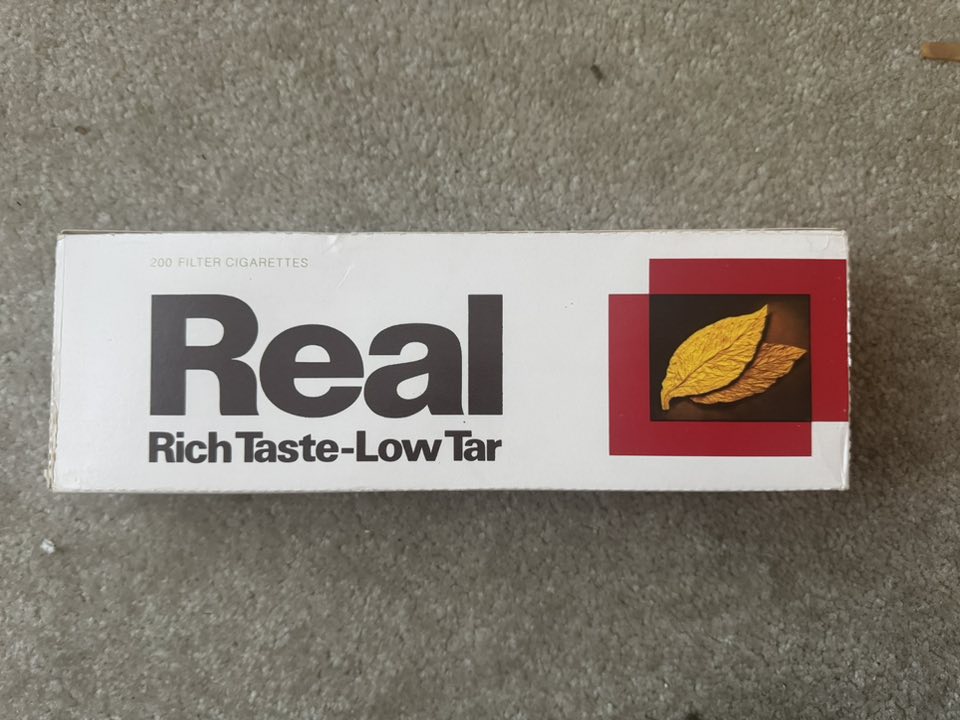 200 FILTER CIGARETTES
Real
Rich Taste-Low Tar